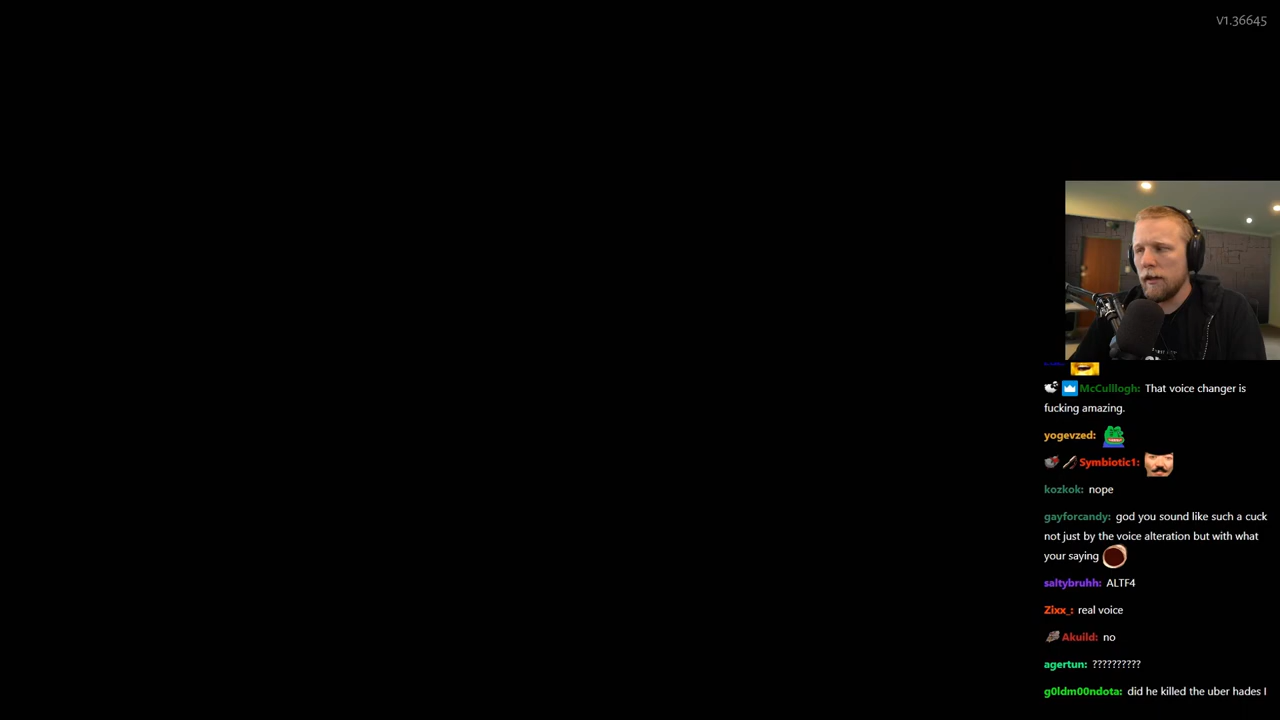 V1.36645
McCulllogh: That voice changer is
fucking amazing.
yogevzed:
Symbiotic1:
kozkok: nope
gayforcandy: god you sound like such a cuck
not just by the voice alteration but with what
your saying
saltybruhh: ALTF4
Zixx_: real voice
Akuild: no
agertun: ??????????
g0ldm00ndota: did he killed the uber hades I